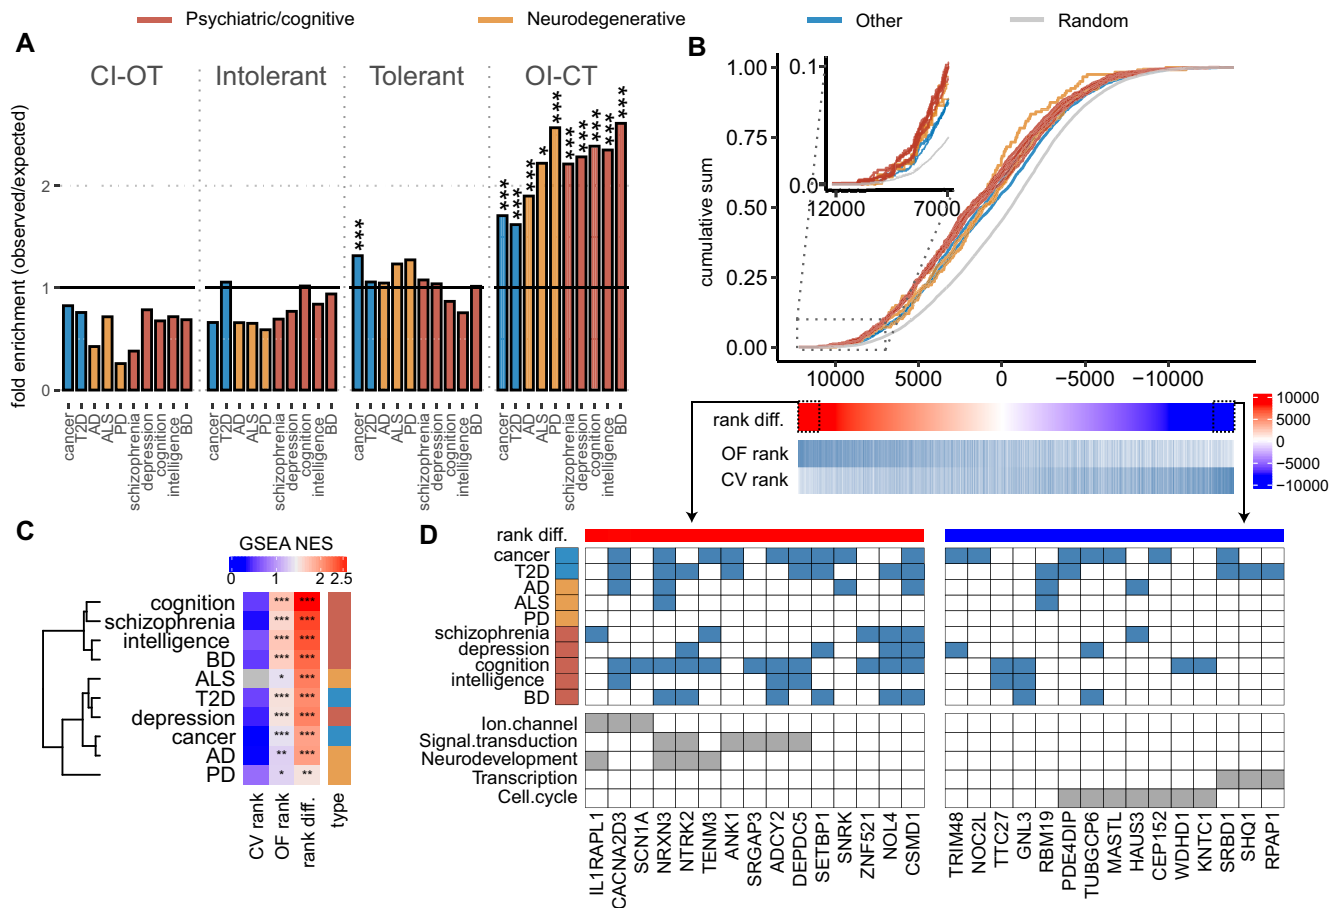 Psychiatric/cognitive
Neurodegenerative
Other
Random
A
CI-OT
Intolerant
Tolerant
OI-CT
fold enrichment (observed/expected)
2
1
0
***
***
***
***
*
***
***
***
***
***
***
cancer
T2D
AD
ALS
PD
schizophrenia
depression
cognition
intelligence
BD
cancer
T2D
AD
ALS
PD
schizophrenia
depression
cognition
intelligence
BD
cancer
T2D
AD
ALS
PD
schizophrenia
depression
cognition
intelligence
BD
cancer
T2D
AD
ALS
PD
schizophrenia
depression
cognition
intelligence
BD
B
cumulative sum
1.00
0.75
0.50
0.25
0.00
0.1
0.0
12000
7000
10000
5000
0
−5000
−10000
rank diff.
OF rank
CV rank
10000
5000
0
−5000
−10000
C
GSEA NES
0
1
2
2.5
cognition
***
***
schizophrenia
***
***
intelligence
***
***
BD
***
***
ALS
*
***
T2D
***
***
depression
***
***
cancer
***
***
AD
**
***
PD
*
**
CV rank
OF rank
rank diff.
type
D
rank diff.
cancer
T2D
AD
ALS
PD
schizophrenia
depression
cognition
intelligence
BD
Ion.channel
Signal.transduction
Neurodevelopment
Transcription
Cell.cycle
IL1RAPL1
CACNA2D3
SCN1A
NRXN3
NTRK2
TENM3
ANK1
SRGAP3
ADCY2
DEPDC5
SETBP1
SNRK
ZNF521
NOL4
CSMD1
TRIM48
NOC2L
TTC27
GNL3
RBM19
PDE4DIP
TUBGCP6
MASTL
HAUS3
CEP152
WDHD1
KNTC1
SRBD1
SHQ1
RPAP1